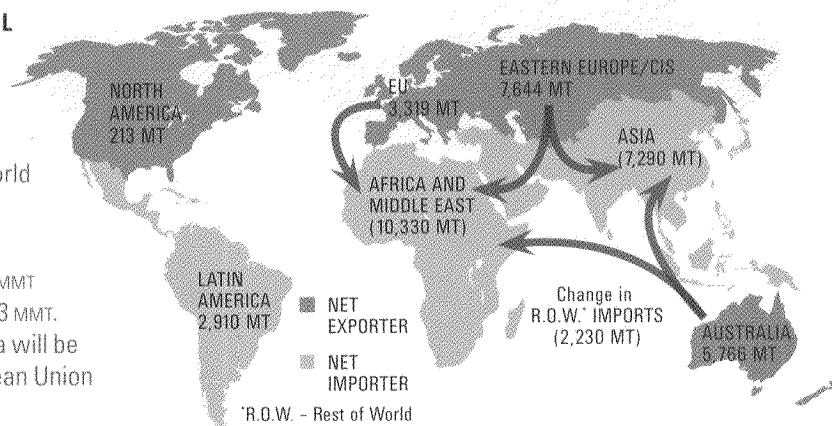 L
orld
MMT
3 MMT.
a will be
ean Union
NORTH
AMERICA
213 MT
EU
3,319 MT
EASTERN EUROPE/CIS
7,644 MT
ASIA
(7,290 MT)
AFRICA AND
MIDDLE EAST
(10,330 MT)
LATIN
AMERICA
2,910 MT
NET
EXPORTER
NET
IMPORTER
Change in
R.O.W.* IMPORTS
(2,230 MT)
AUSTRALIA
5,766 MT
*R.O.W. - Rest of World